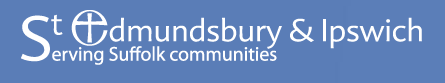 St Edmundsbury & Ipswich
Serving Suffolk communities